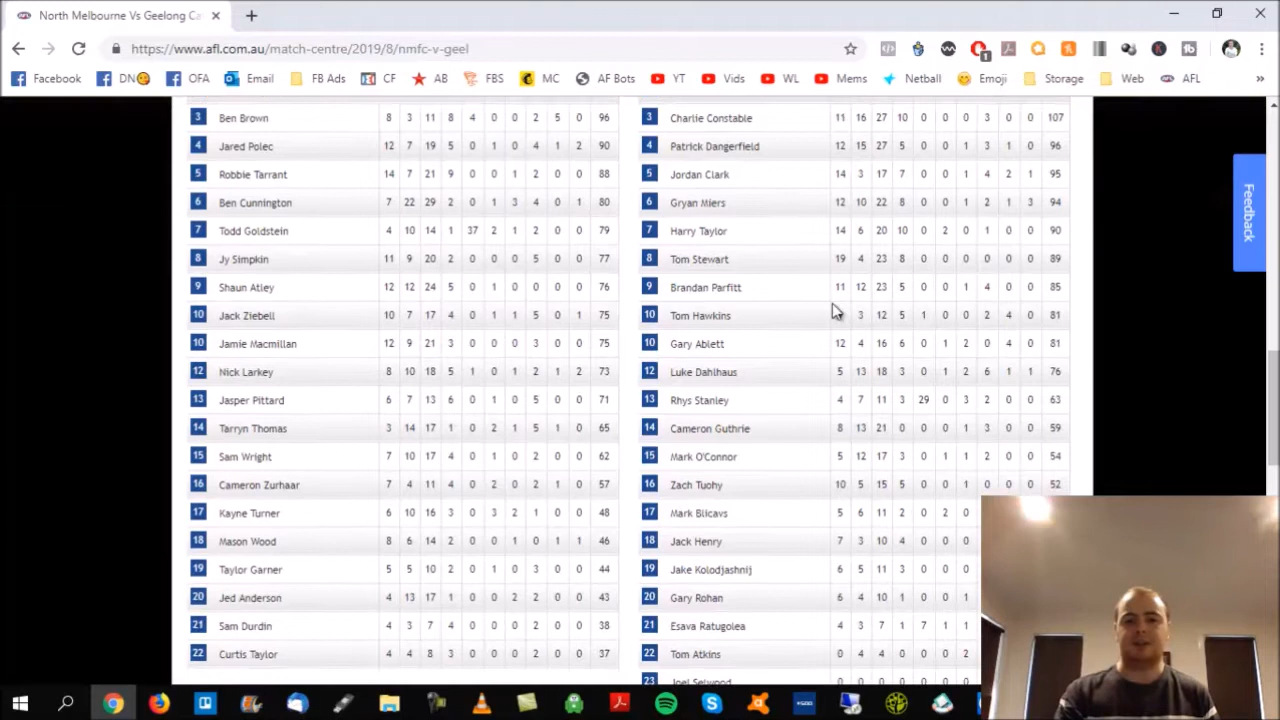 North Melbourne Vs Geelong Ca
https://www.afl.com.au/match-centre/2019/8/nmfc-v-geel
Facebook DN OFA Email FB Ads CF AB FBS MC AF Bots YT Vids WL Mems Netball Emoji Storage Web AFL »
3 Ben Brown 8 3 11 8 4 0 0 2 5 0 96
4 Jared Polec 12 7 19 5 0 1 0 4 1 2 90
5 Robbie Tarrant 14 7 21 9 0 0 1 2 0 0 88
6 Ben Cunnington 7 22 29 2 0 1 3 4 0 1 80
7 Todd Goldstein 4 10 14 1 37 2 1 2 0 0 79
8 Jy Simpkin 11 9 20 2 0 0 0 5 0 0 77
9 Shaun Atley 12 12 24 5 0 1 0 0 0 0 76
10 Jack Ziebell 10 7 17 4 0 1 1 5 0 1 75
10 Jamie Macmillan 12 9 21 3 0 0 0 3 0 0 75
12 Nick Larkey 8 10 18 5 1 0 1 2 1 2 73
13 Jasper Pittard 6 7 13 6 0 1 0 5 0 0 71
14 Tarryn Thomas 3 14 17 1 0 2 1 5 1 0 65
15 Sam Wright 7 10 17 4 0 1 0 2 0 0 62
16 Cameron Zurhaar 7 4 11 4 0 2 0 2 1 0 57
17 Kayne Turner 6 10 16 3 0 3 2 1 0 0 48
18 Mason Wood 8 6 14 2 0 0 1 0 1 1 46
19 Taylor Garner 5 5 10 2 0 1 0 3 0 0 44
20 Jed Anderson 4 13 17 1 0 0 2 2 0 0 43
21 Sam Durdin 4 3 7 4 0 0 0 2 0 0 38
22 Curtis Taylor 4 4 8 3 0 0 0 2 0 0 37
3 Charlie Constable 11 16 27 10 0 0 0 3 0 0 107
4 Patrick Dangerfield 12 15 27 5 0 0 1 3 1 0 96
5 Jordan Clark 14 3 17 7 0 0 1 4 2 1 95
6 Gryan Miers 12 10 22 8 0 0 1 2 1 3 94
7 Harry Taylor 14 6 20 10 0 2 0 1 0 0 90
8 Tom Stewart 19 4 23 8 0 0 0 0 0 0 89
9 Brandan Parfitt 11 12 23 5 0 0 1 4 0 0 85
10 Tom Hawkins 3 12 5 1 0 0 2 4 0 81
10 Gary Ablett 12 4 16 6 0 1 2 0 4 0 81
12 Luke Dahlhaus 5 13 18 3 0 1 2 6 1 1 76
13 Rhys Stanley 4 7 11 3 29 0 3 2 0 0 63
14 Cameron Guthrie 8 13 21 0 0 0 1 3 0 0 59
15 Mark O'Connor 5 12 17 3 0 1 1 2 0 0 54
16 Zach Tuohy 10 5 15 5 0 0 1 0 0 0 52
17 Mark Blicavs 5 6 11 2 0 2 0
18 Jack Henry 7 3 10 4 0 0 0
19 Jake Kolodjashnij 6 5 11 3 0 0 0
20 Gary Rohan 6 4 10 1 0 0 1
21 Esava Ratugolea 4 3 7 1 7 1 1
22 Tom Atkins 0 4 4 0 0 0 2
23 Joel Selwood 0 0 0 0 0 0 0
Feedback